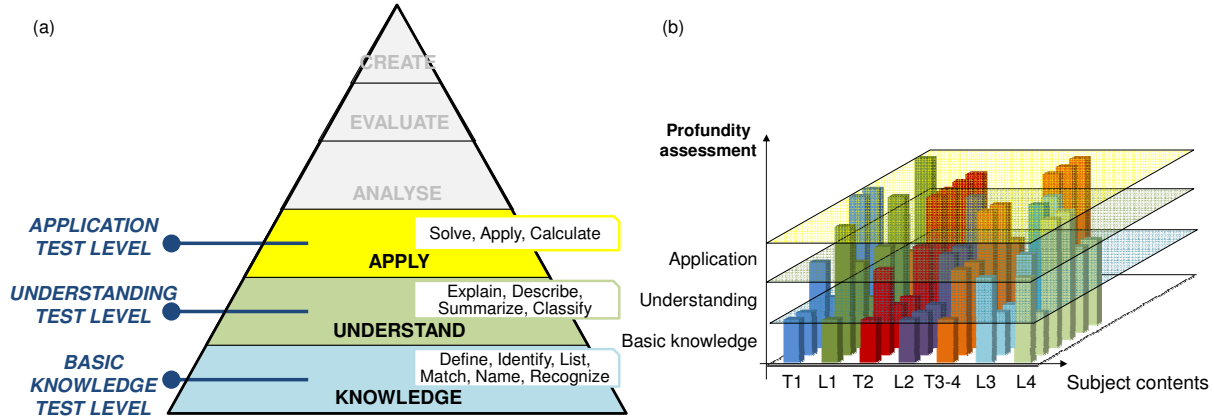 (a)
CREATE
EVALUATE
ANALYSE
APPLICATION
TEST LEVEL
Solve, Apply, Calculate
APPLY
UNDERSTANDING
TEST LEVEL
Explain, Describe,
Summarize, Classify
UNDERSTAND
BASIC
KNOWLEDGE
TEST LEVEL
Define, Identify, List,
Match, Name, Recognize
KNOWLEDGE
(b)
Profundity
assessment
Application
Understanding
Basic knowledge
T1 L1 T2 L2 T3-4 L3 L4 Subject contents